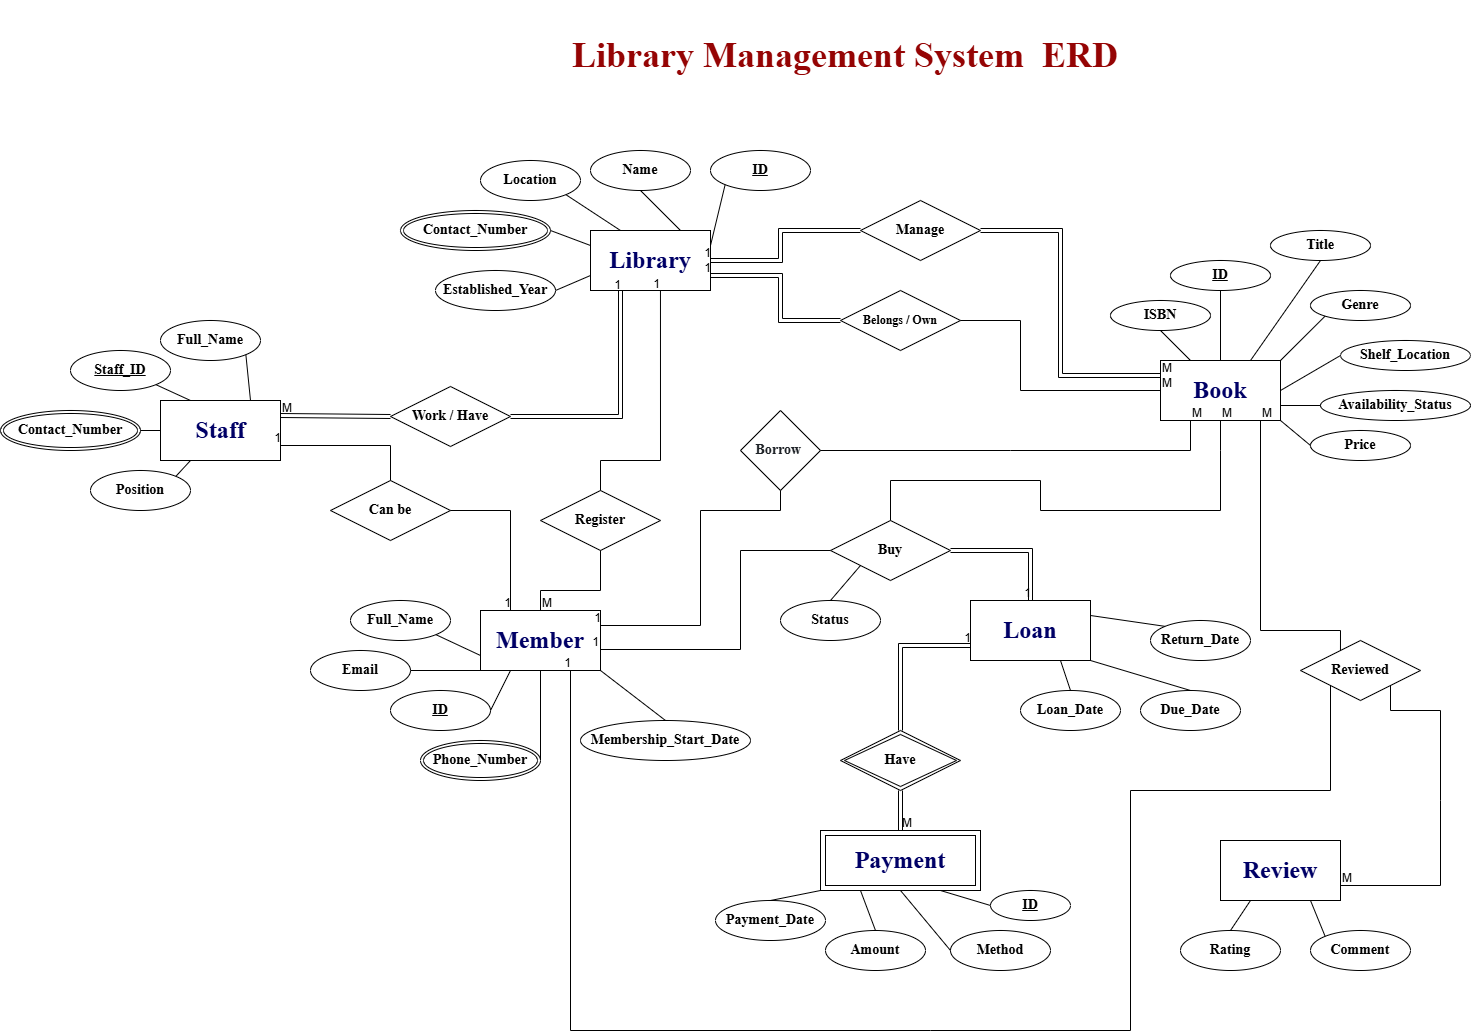 Library Management System  ERD
Location
Name
ID
Contact_Number
Established_Year
Library
1
1
1
1
Manage
Belongs / Own
Title
ID
ISBN
Genre
Shelf_Location
Availability_Status
Price
Book
M
M
M
M
M
Full_Name
Staff_ID
Contact_Number
Position
Staff
M
1
Work / Have
Can be
Register
Borrow
Buy
Status
1
M
Full_Name
Email
ID
Phone_Number
Membership_Start_Date
Member
1
1
1
1
Loan
1
Return_Date
Loan_Date
Due_Date
Reviewed
Have
M
Payment
Payment_Date
Amount
Method
ID
Review
M
Rating
Comment